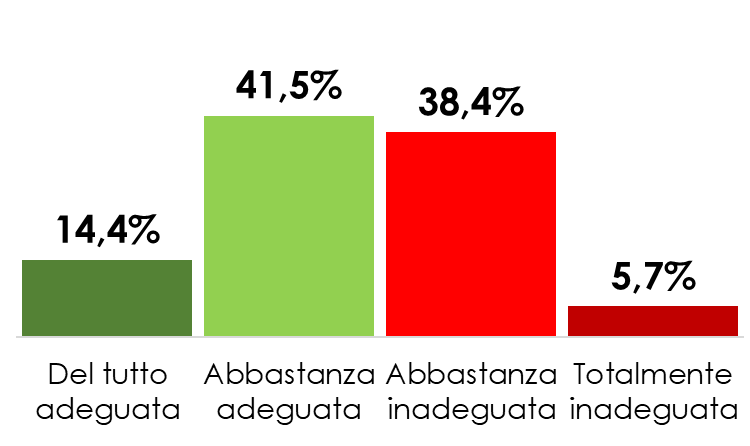 41,5%
38,4%
14,4%
5,7%
Del tutto
adeguata
Abbastanza
adeguata
Abbastanza
inadeguata
Totalmente
inadeguata